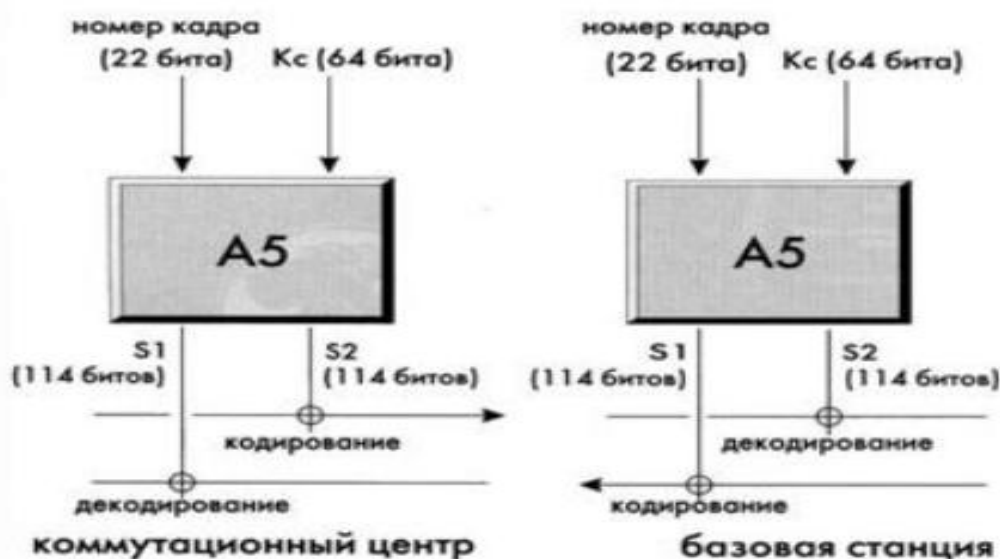 номер кадра
(22 бита) Kc (64 бита)
A5
S1
(114 битов)
S2
(114 битов)
кодирование
декодирование
коммутационный центр
номер кадра
(22 бита) Kc (64 бита)
A5
S1
(114 битов)
S2
(114 битов)
декодирование
кодирование
базовая станция